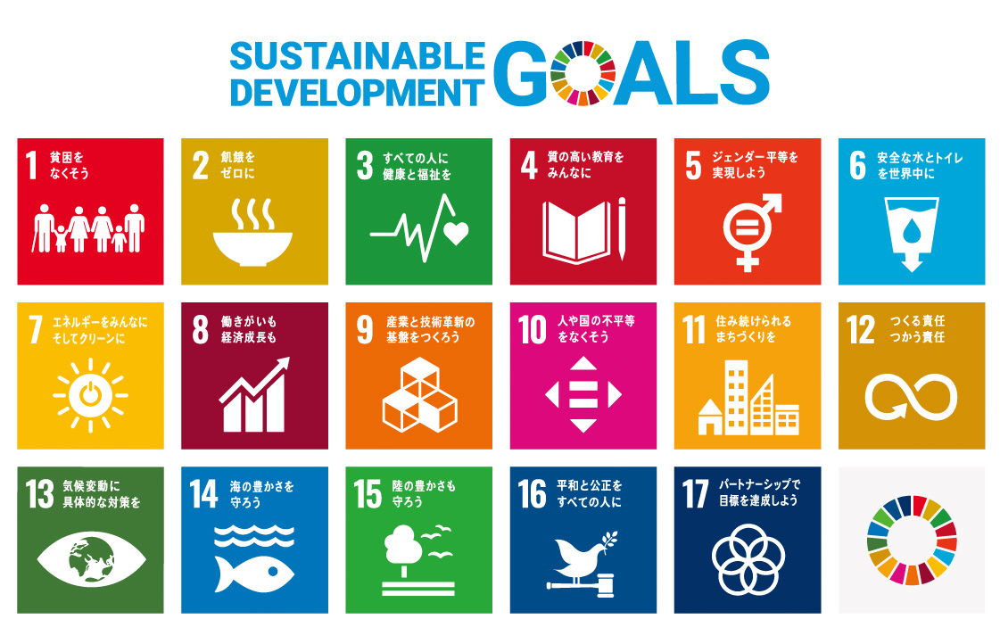 SUSTAINABLE
DEVELOPMENT
GOALS
1
貧困を
なくそう
2
飢餓を
ゼロに
3
すべての人に
健康と福祉を
4
質の高い教育を
みんなに
5
ジェンダー平等を
実現しよう
6
安全な水とトイレ
を世界中に
7
エネルギーをみんなに
そしてクリーンに
8
働きがいも
経済成長も
9
産業と技術革新の
基盤をつくろう
10
人や国の不平等
をなくそう
11
住み続けられる
まちづくりを
12
つくる責任
つかう責任
13
気候変動に
具体的な対策を
14
海の豊かさを
守ろう
15
陸の豊かさも
守ろう
16
平和と公正を
すべての人に
17
パートナーシップで
目標を達成しよう